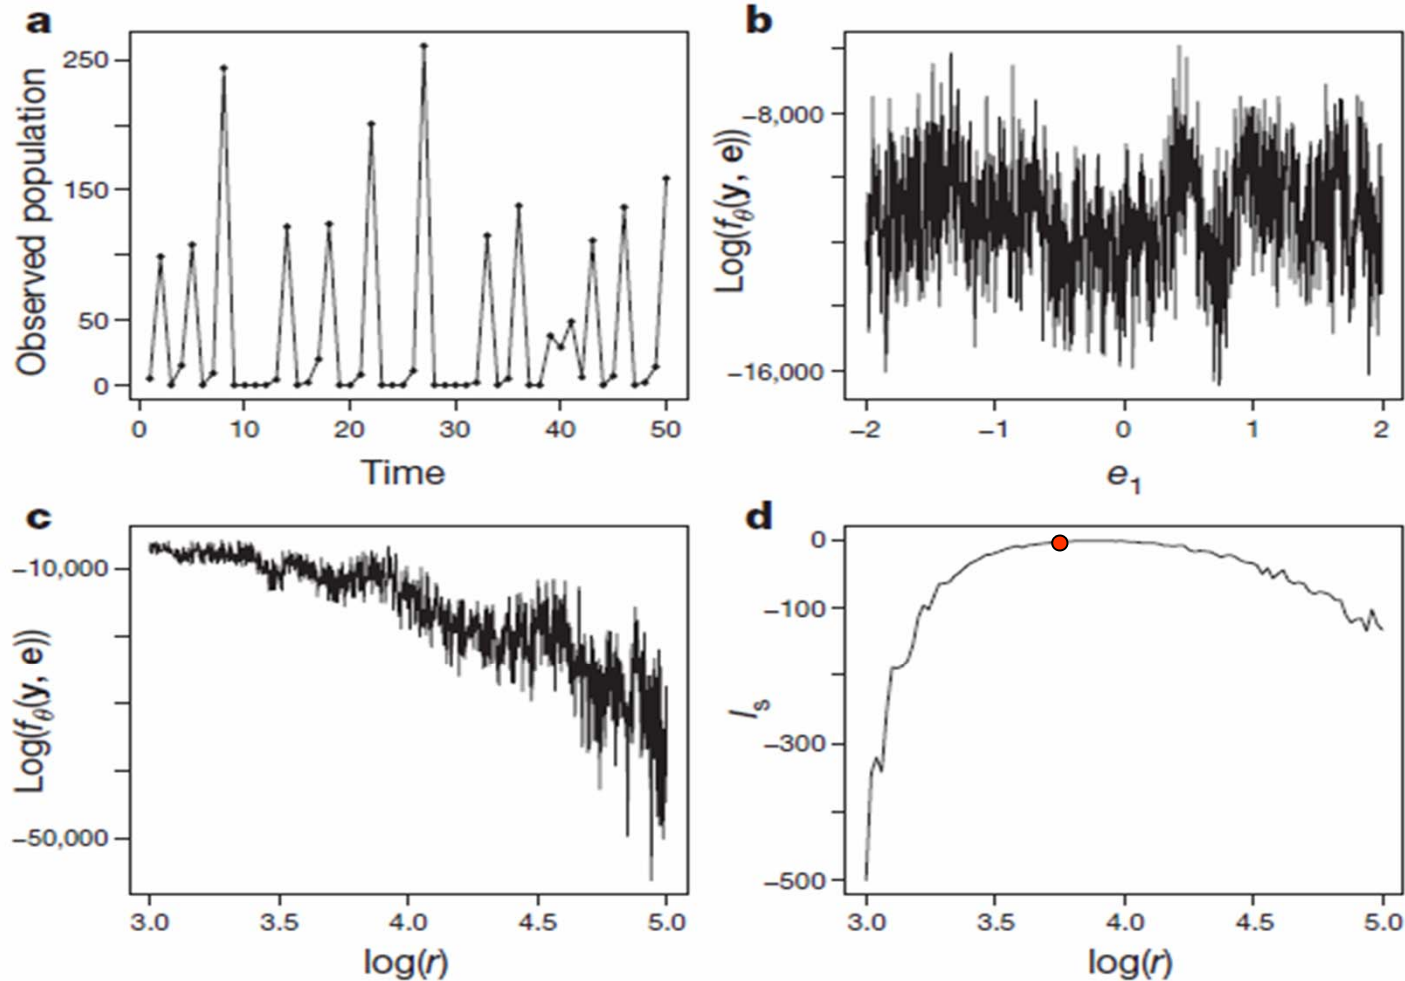 a
Observed population
250
150
50
0
0 10 20 30 40 50
Time
b
Log(fθ(y, e))
−8,000
−16,000
−2 −1 0 1 2
e1
c
Log(fθ(y, e))
−10,000
−50,000
3.0 3.5 4.0 4.5 5.0
log(r)
d
ls
0
−100
−300
−500
3.0 3.5 4.0 4.5 5.0
log(r)